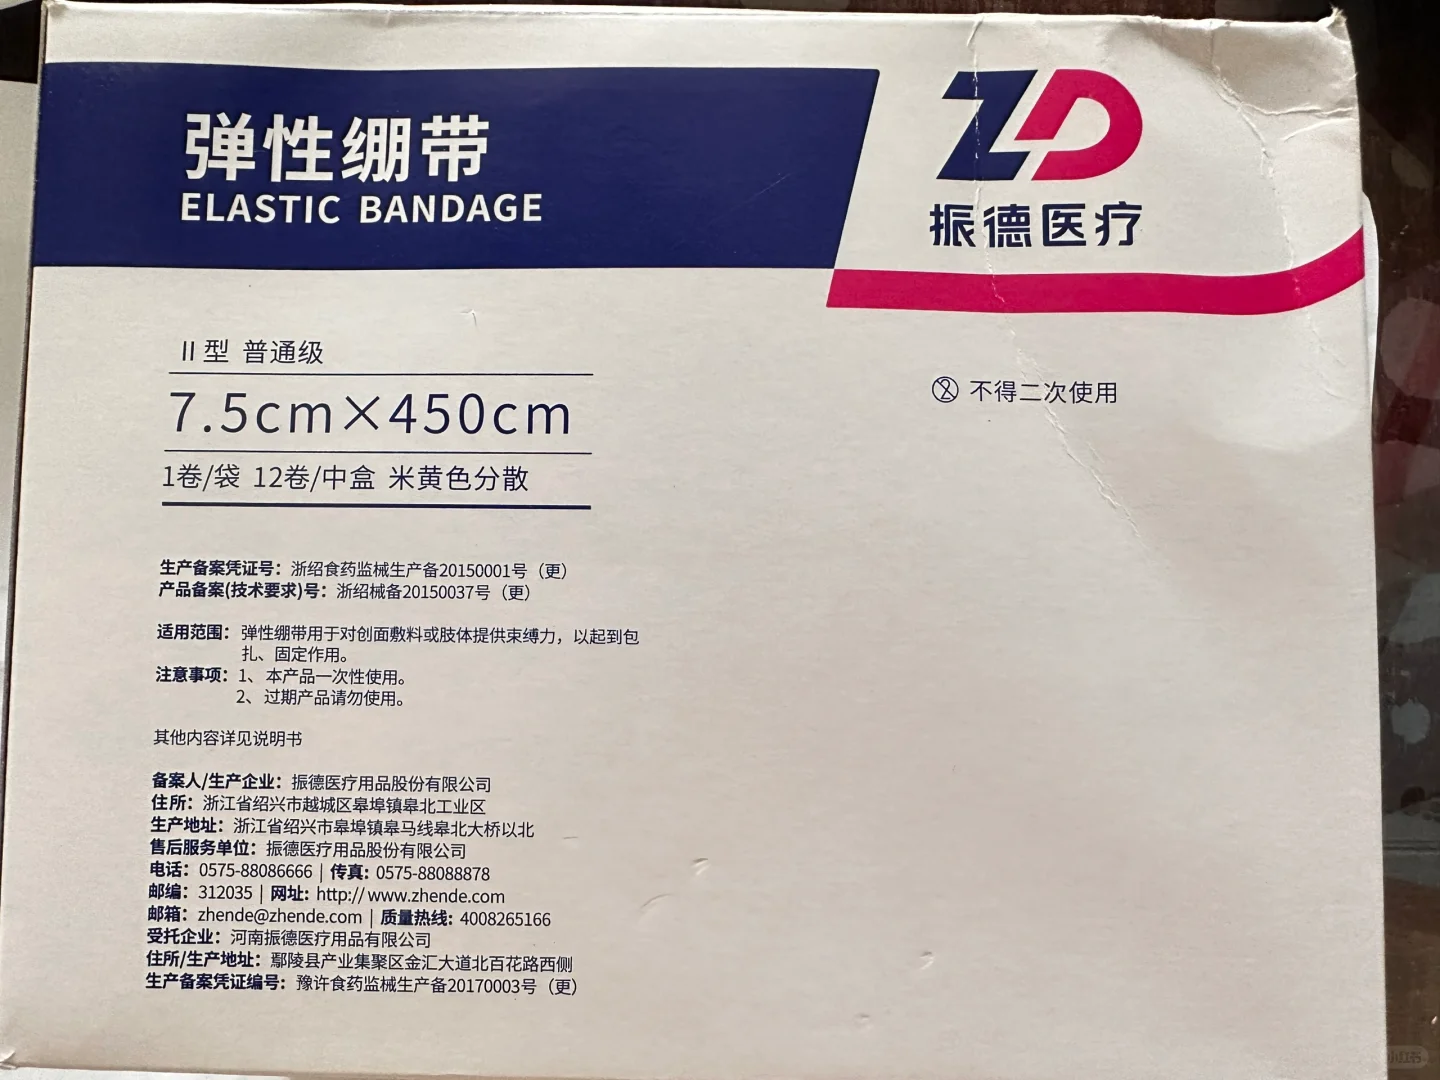 弹性绷带
ELASTIC BANDAGE
ZD
振德医疗
II型 普通级
7.5cm×450cm
1卷/袋 12卷/中盒 米黄色分散
② 不得二次使用
生产备案凭证号：浙绍食药监械生产备20150001号（更）
产品备案(技术要求)号：浙绍械备20150037号（更）
适用范围：弹性绷带用于对创面敷料或肢体提供束缚力，以起到包
扎、固定作用。
注意事项：1、本产品一次性使用。
2、过期产品请勿使用。
其他内容详见说明书
备案人/生产企业：振德医疗用品股份有限公司
住所：浙江省绍兴市越城区皋埠镇皋北工业区
生产地址：浙江省绍兴市皋埠镇皋马线皋北大桥以北
售后服务单位：振德医疗用品股份有限公司
电话：0575-88086666 | 传真: 0575-88088878
邮编：312035 | 网址: http://www.zhende.com
邮箱：zhende@zhende.com | 质量热线: 4008265166
受托企业：河南振德医疗用品有限公司
住所/生产地址：鄢陵县产业集聚区金汇大道北百花路西侧
生产备案凭证编号：豫许食药监械生产备20170003号（更）
小红书